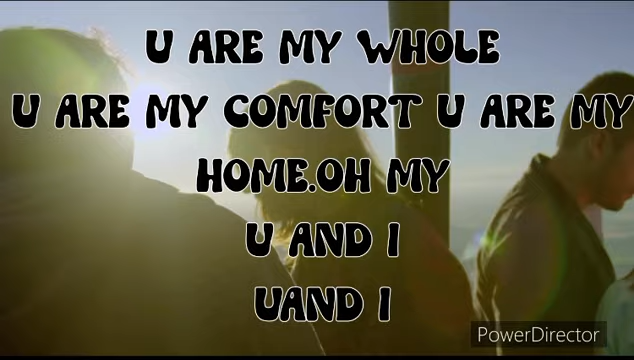 U ARE MY WHOLE
U ARE MY COMFORT U ARE MY
HOME.OH MY
U AND I
UAND I
PowerDirector